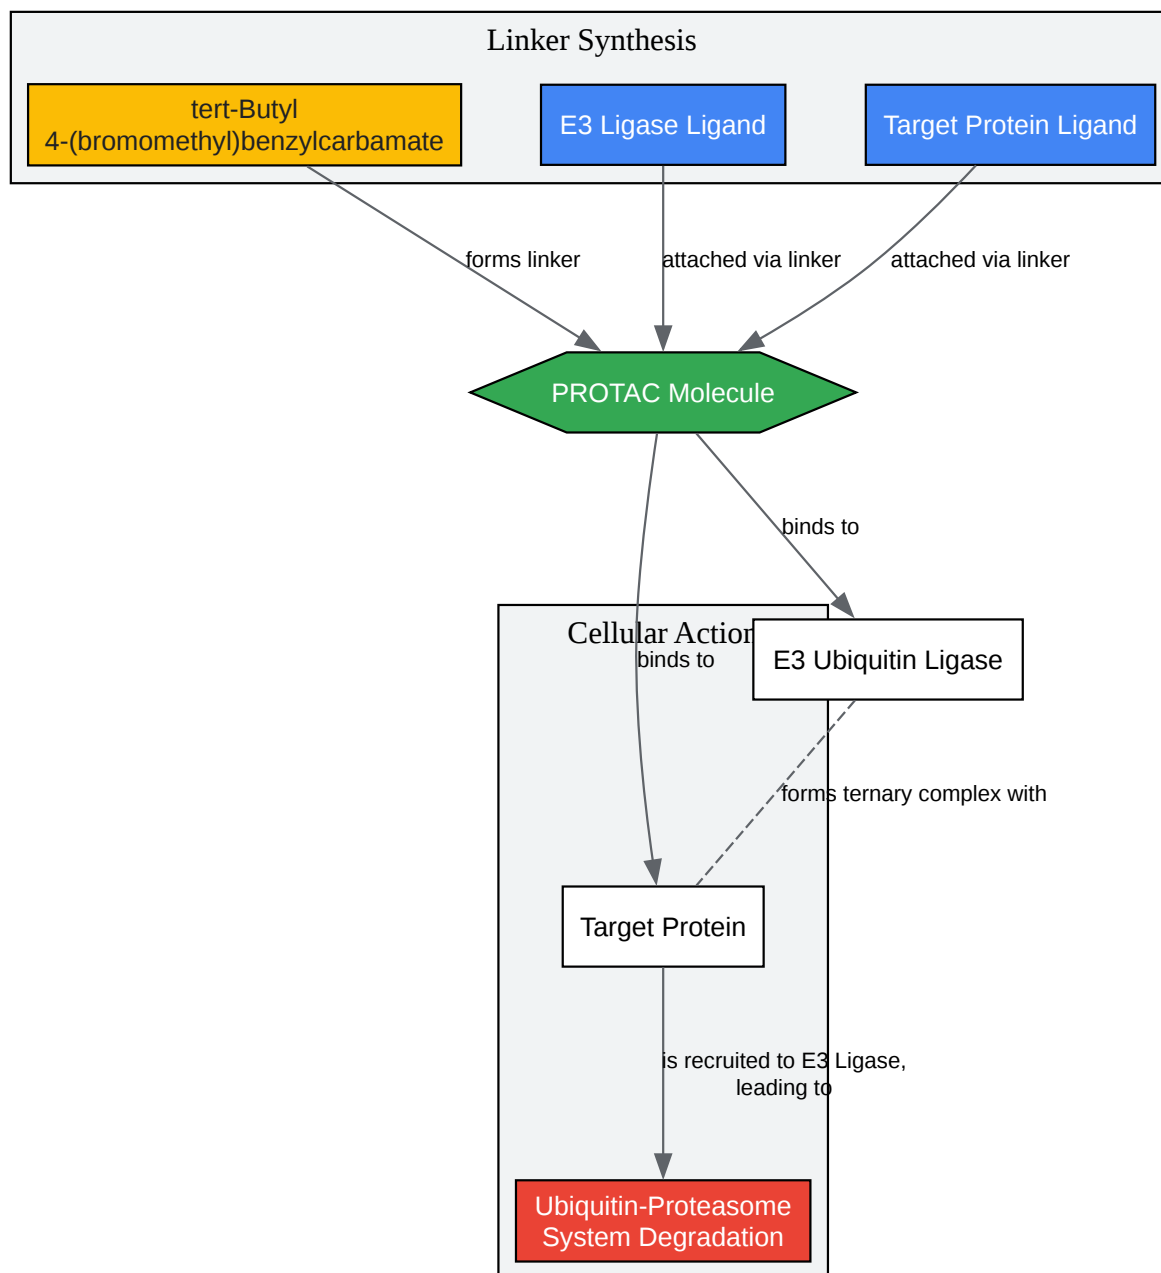 Linker Synthesis
tert-Butyl
4-(bromomethyl)benzylcarbamate
E3 Ligase Ligand
Target Protein Ligand
forms linker
attached via linker
attached via linker
PROTAC Molecule
binds to
Cellular Action
E3 Ubiquitin Ligase
binds to
forms ternary complex with
Target Protein
is recruited to E3 Ligase,
leading to
Ubiquitin-Proteasome
System Degradation